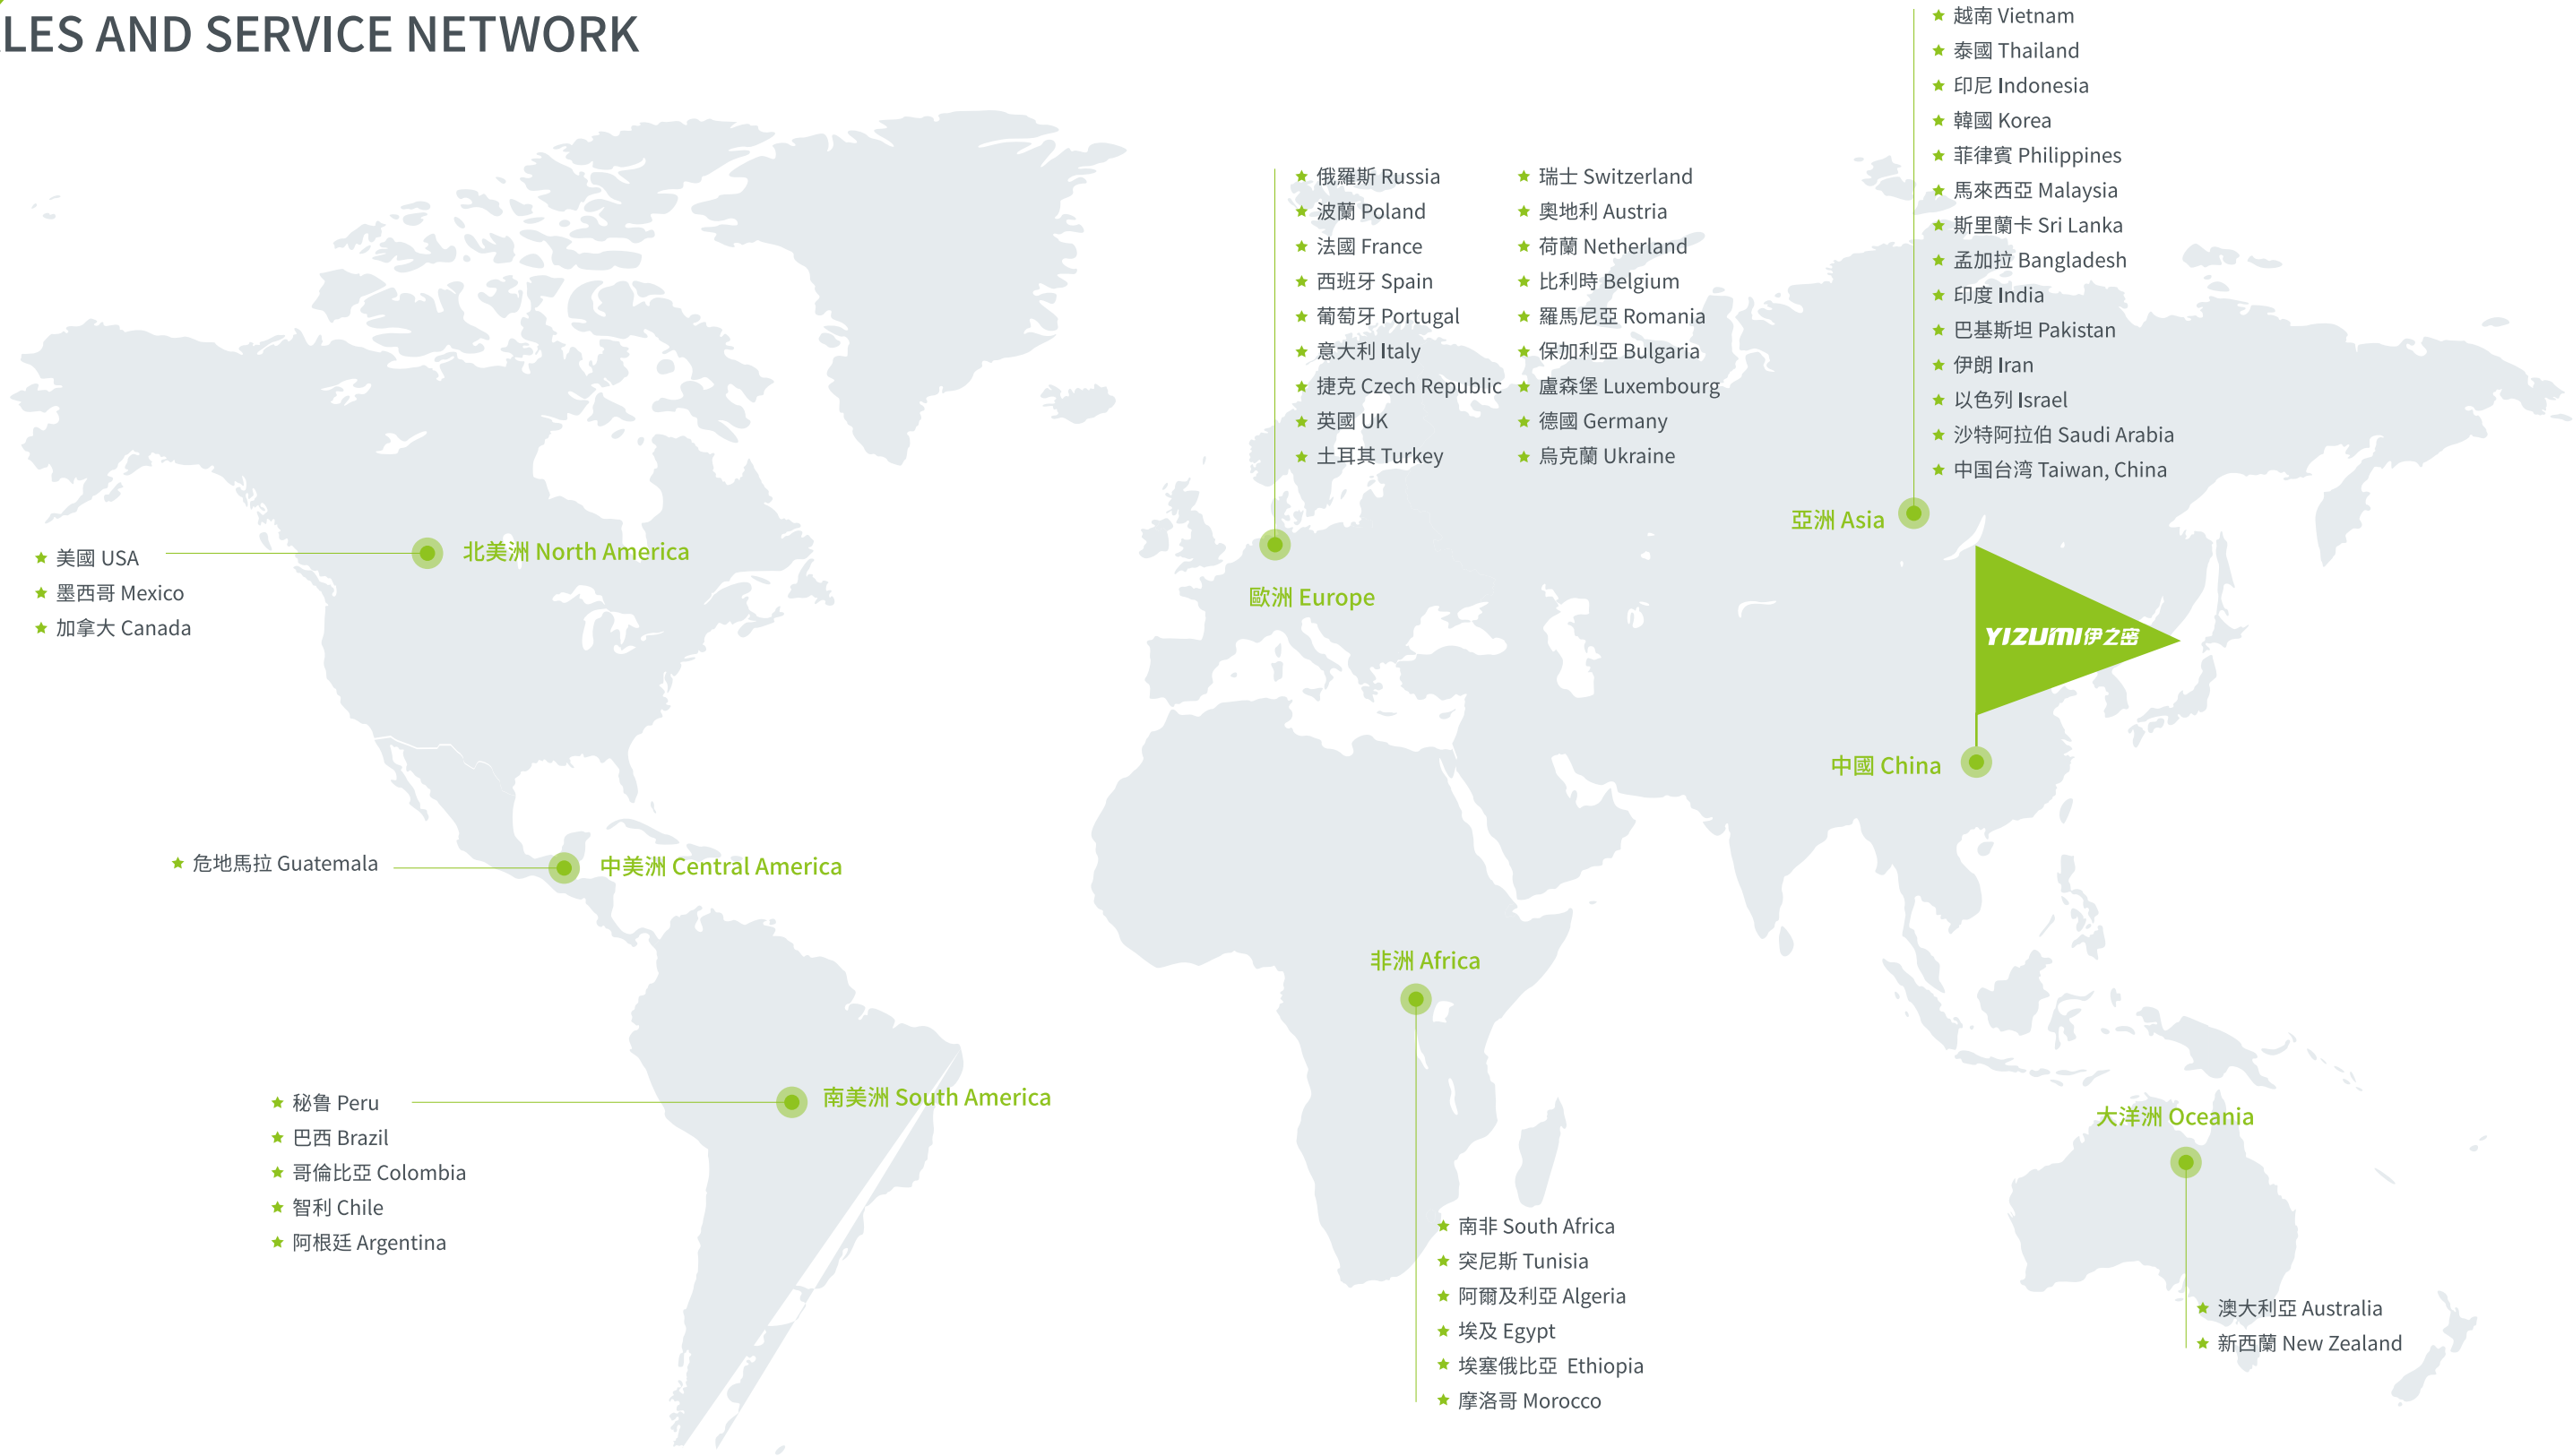 LES AND SERVICE NETWORK
越南 Vietnam
泰國 Thailand
印尼 Indonesia
韓國 Korea
菲律賓 Philippines
馬來西亞 Malaysia
斯里蘭卡 Sri Lanka
孟加拉 Bangladesh
印度 India
巴基斯坦 Pakistan
伊朗 Iran
以色列 Israel
沙特阿拉伯 Saudi Arabia
中国台湾 Taiwan, China
亞洲 Asia
俄羅斯 Russia
波蘭 Poland
法國 France
西班牙 Spain
葡萄牙 Portugal
意大利 Italy
捷克 Czech Republic
英國 UK
土耳其 Turkey
瑞士 Switzerland
奧地利 Austria
荷蘭 Netherland
比利時 Belgium
羅馬尼亞 Romania
保加利亞 Bulgaria
盧森堡 Luxembourg
德國 Germany
烏克蘭 Ukraine
歐洲 Europe
美國 USA
墨西哥 Mexico
加拿大 Canada
北美洲 North America
YIZUMI伊之密
中國 China
危地馬拉 Guatemala
中美洲 Central America
非洲 Africa
南非 South Africa
突尼斯 Tunisia
阿爾及利亞 Algeria
埃及 Egypt
埃塞俄比亞 Ethiopia
摩洛哥 Morocco
秘鲁 Peru
巴西 Brazil
哥倫比亞 Colombia
智利 Chile
阿根廷 Argentina
南美洲 South America
大洋洲 Oceania
澳大利亞 Australia
新西蘭 New Zealand